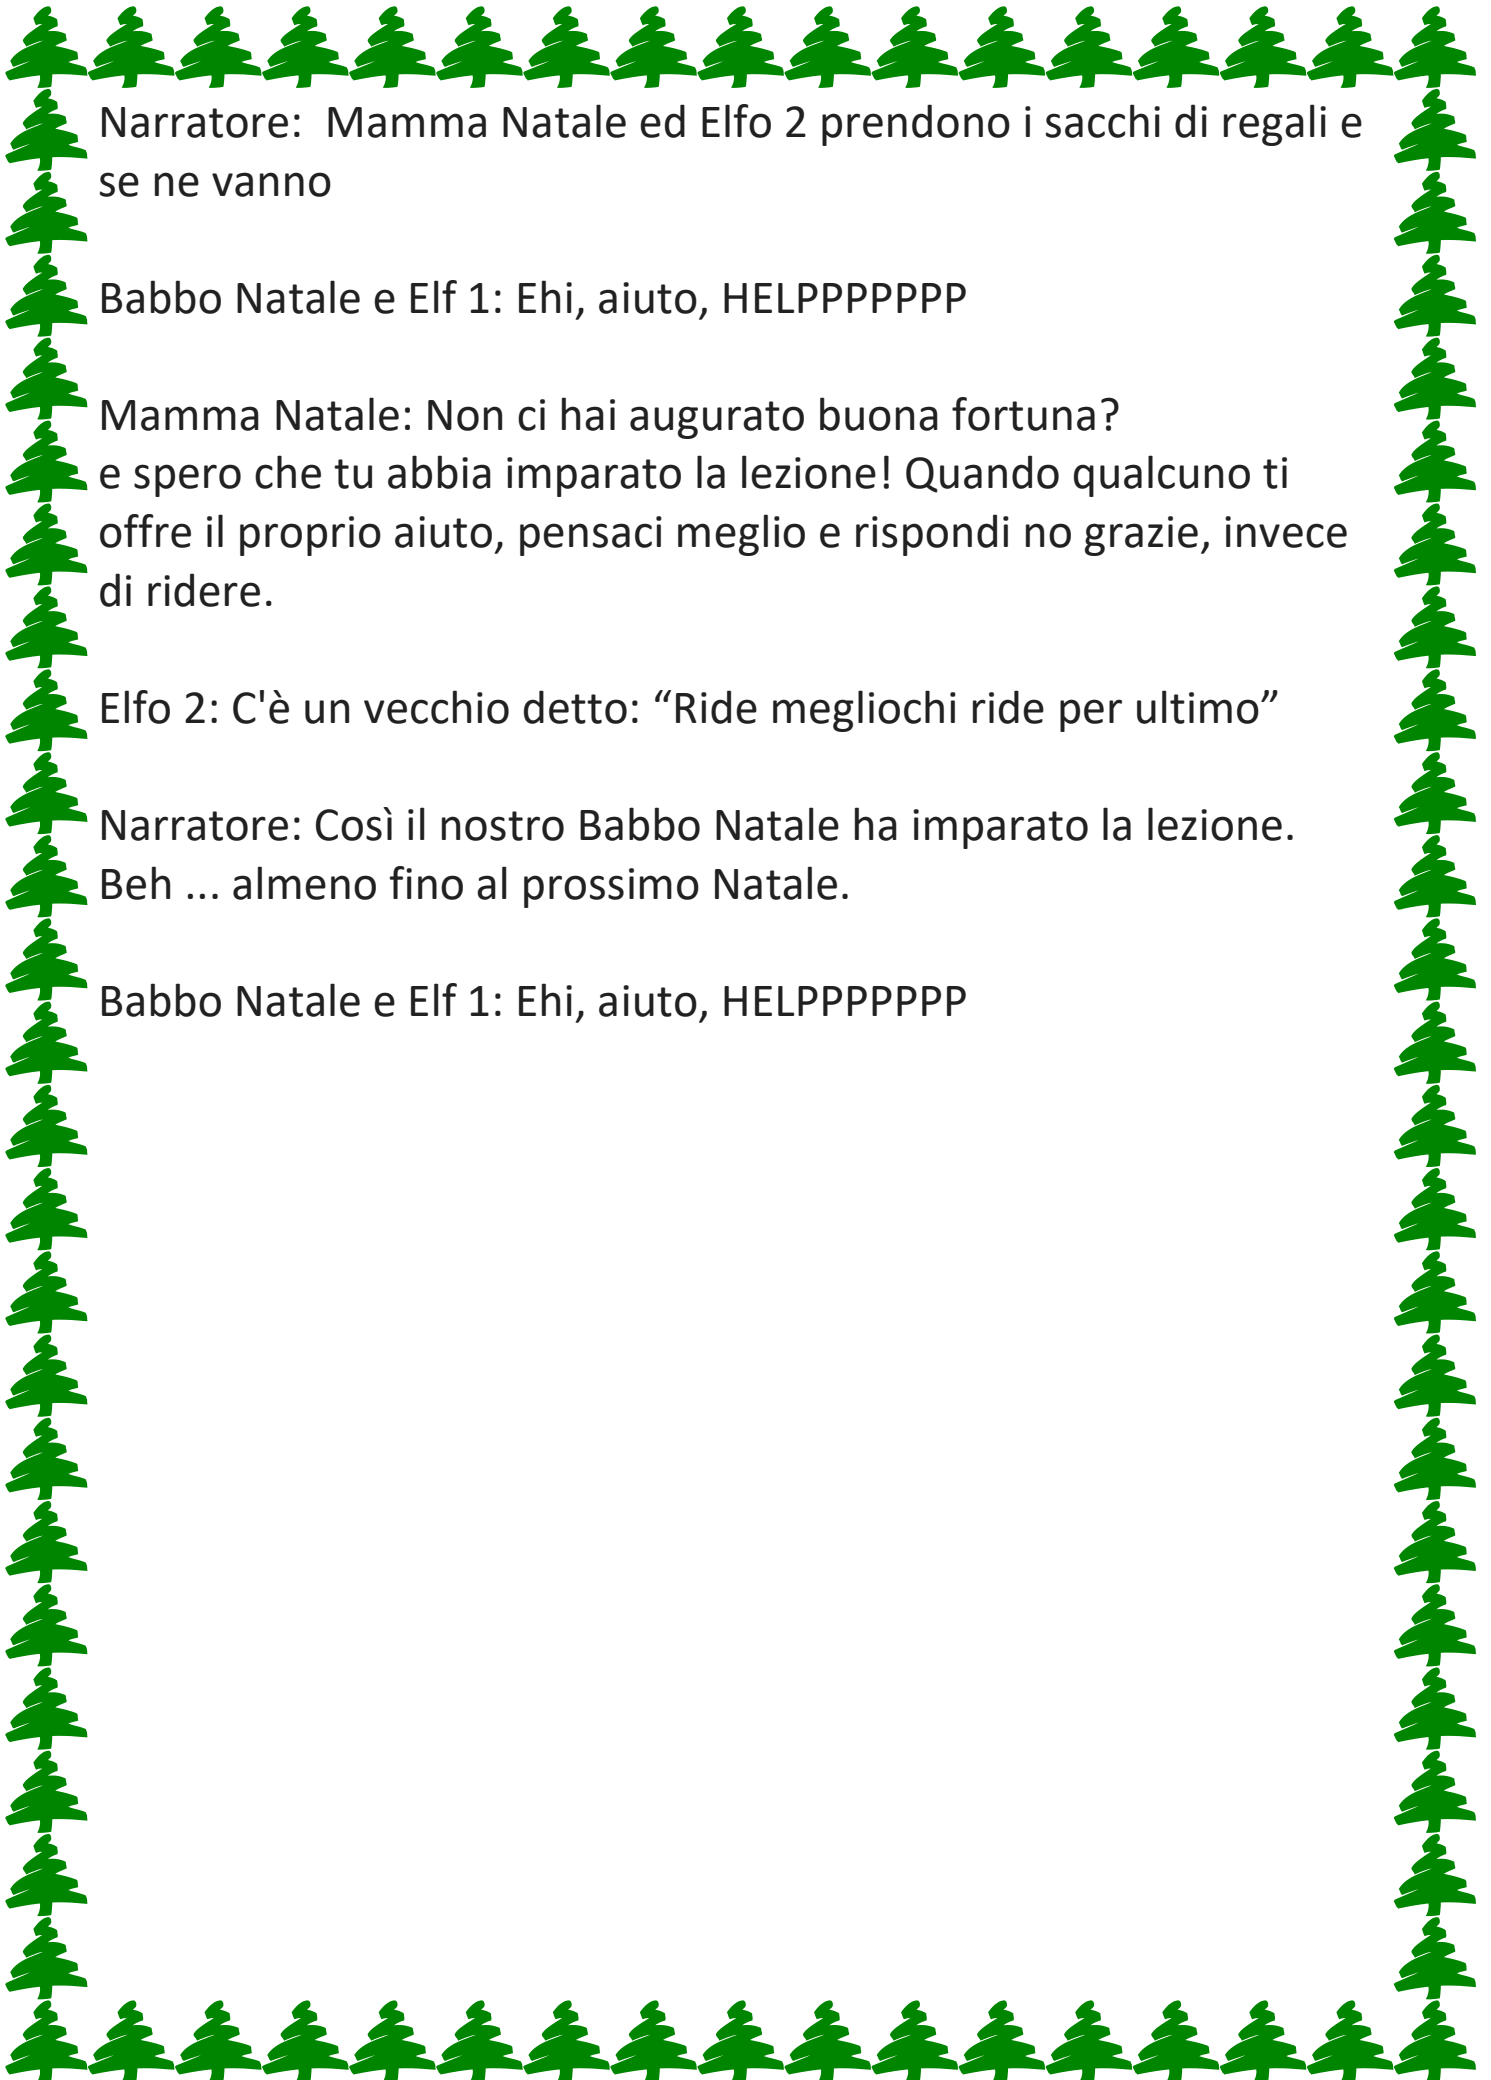 Narratore:  Mamma Natale ed Elfo 2 prendono i sacchi di regali e
se ne vanno
Babbo Natale e Elf 1: Ehi, aiuto, HELPPPPPPP
Mamma Natale: Non ci hai augurato buona fortuna?
e spero che tu abbia imparato la lezione! Quando qualcuno ti
offre il proprio aiuto, pensaci meglio e rispondi no grazie, invece
di ridere.
Elfo 2: C'è un vecchio detto: “Ride megliochi ride per ultimo”
Narratore: Così il nostro Babbo Natale ha imparato la lezione.
Beh ... almeno fino al prossimo Natale.
Babbo Natale e Elf 1: Ehi, aiuto, HELPPPPPPP